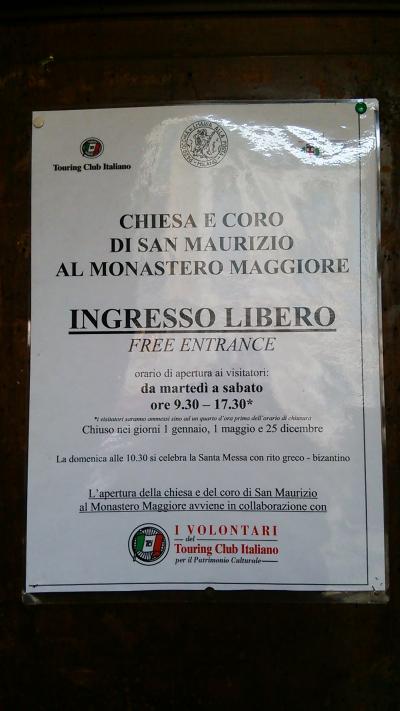 Touring Club Italiano
CHIESA E CORO
DI SAN MAURIZIO
AL MONASTERO MAGGIORE
INGRESSO LIBERO
FREE ENTRANCE
orario di apertura ai visitatori:
da martedì a sabato
ore 9.30 – 17.30*
*i visitatori saranno ammessi sino ad un quarto d'ora prima dell'orario di chiusura
Chiuso nei giorni 1 gennaio, 1 maggio e 25 dicembre
La domenica alle 10.30 si celebra la Santa Messa con rito greco - bizantino
L'apertura della chiesa e del coro di San Maurizio
al Monastero Maggiore avviene in collaborazione con
I VOLONTARI
del
Touring Club Italiano
per il Patrimonio Culturale